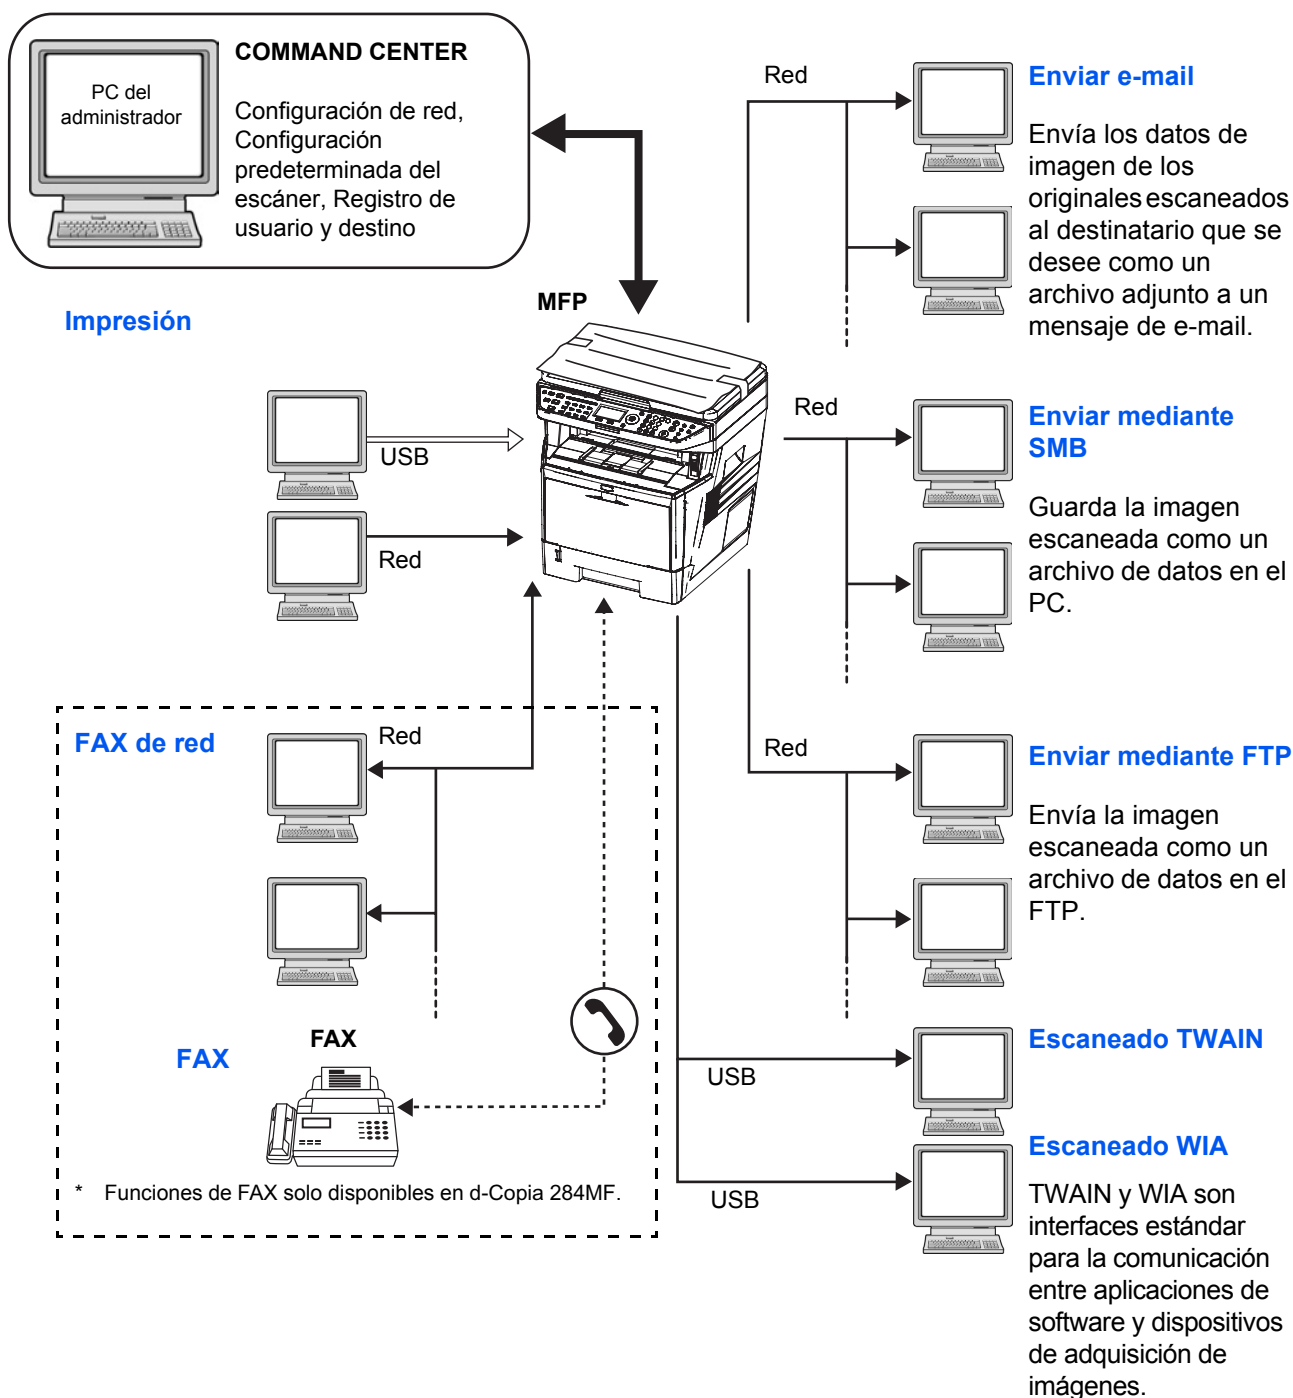 COMMAND CENTER
PC del
administrador
Configuración de red,
Configuración
predeterminada del
escáner, Registro de
usuario y destino
Red
Enviar e-mail
Envía los datos de
imagen de los
originales escaneados
al destinatario que se
desee como un
archivo adjunto a un
mensaje de e-mail.
MFP
Impresión
USB
Red
Red
Enviar mediante
SMB
Guarda la imagen
escaneada como un
archivo de datos en el
PC.
FAX de red
Red
Red
Enviar mediante FTP
Envía la imagen
escaneada como un
archivo de datos en el
FTP.
FAX
FAX
* Funciones de FAX solo disponibles en d-Copia 284MF.
USB
Escaneado TWAIN
USB
Escaneado WIA
TWAIN y WIA son
interfaces estándar
para la comunicación
entre aplicaciones de
software y dispositivos
de adquisición de
imágenes.